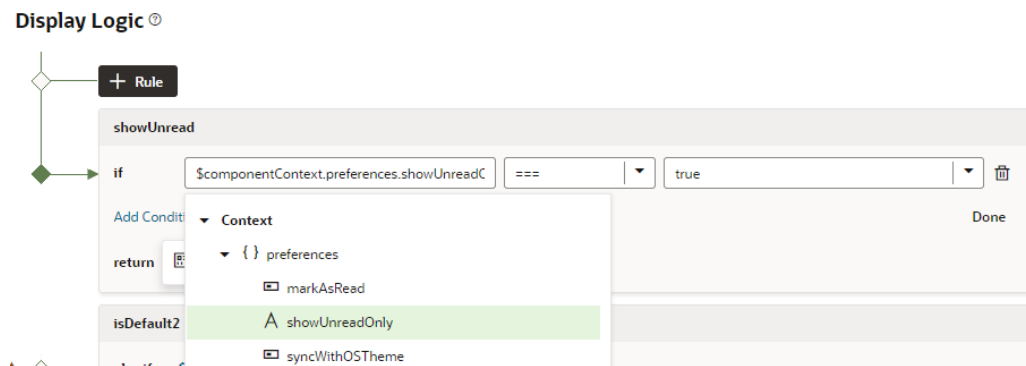 Display Logic ?
+ Rule
showUnread
if $componentContext.preferences.showUnreadC === true
Add Conditi Done
Context
{ } preferences
return
markAsRead
A showUnreadOnly
isDefault2
syncWithOSTheme